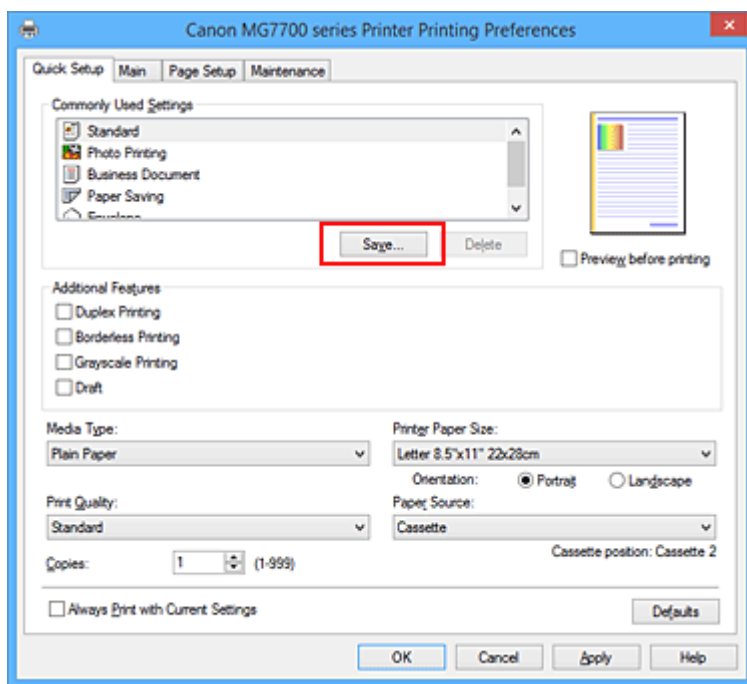 Canon MG7700 series Printer Printing Preferences
Quick Setup Main Page Setup Maintenance
Commonly Used Settings
Standard
Photo Printing
Business Document
Paper Saving
Envelope
Save... Delete
Preview before printing
Additional Features
Duplex Printing
Borderless Printing
Grayscale Printing
Draft
Media Type: Printer Paper Size:
Plain Paper Letter 8.5"x11" 22x28cm
Orientation: Portrait Landscape
Print Quality: Paper Source:
Standard Cassette
Cassette position: Cassette 2
Copies: 1 (1-999)
Always Print with Current Settings Defaults
OK Cancel Apply Help